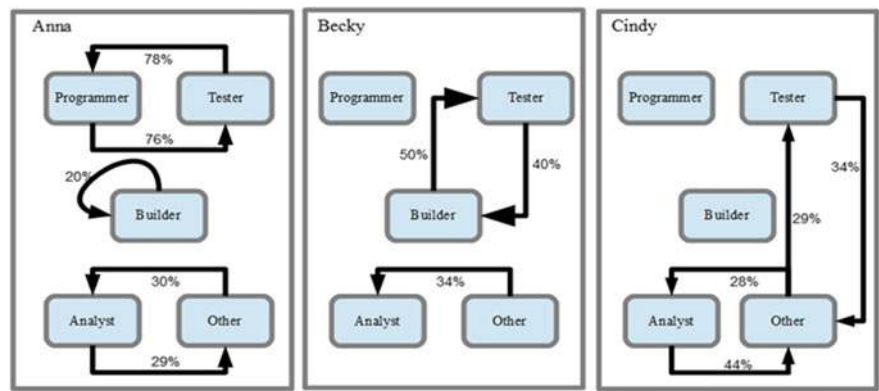 Anna
78%
Programmer
Tester
76%
20%
Builder
30%
Analyst
Other
29%
Becky
Programmer
Tester
50%
40%
Builder
34%
Analyst
Other
Cindy
Programmer
Tester
34%
Builder
29%
28%
Analyst
Other
44%